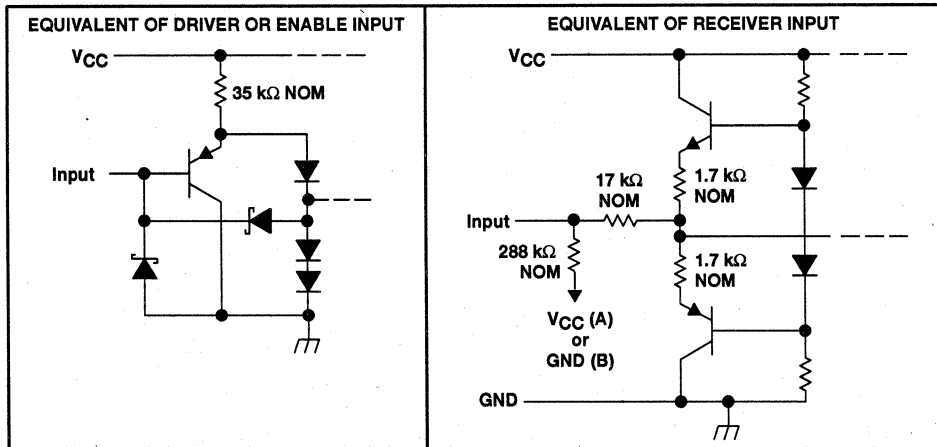 EQUIVALENT OF DRIVER OR ENABLE INPUT
VCC
35 kΩ NOM
Input
EQUIVALENT OF RECEIVER INPUT
VCC
17 kΩ
NOM
1.7 kΩ
NOM
Input
288 kΩ
NOM
1.7 kΩ
NOM
VCC (A)
or
GND (B)
GND